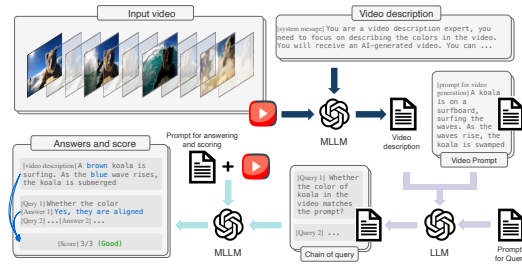 Input video
Video description
[system message] You are a video description expert, you
need to focus on describing the colors in the video.
You will receive an AI-generated video. You can ...
[prompt for video
generation] A koala
is on a
surfboard,
surfing the
waves. As the
waves rise, the
koala is swamped
Video Prompt
MLLM
Video
description
Answers and score
[video description] A brown koala is
surfing. As the blue wave rises,
the koala is submerged
[Qery 1] Whether the color
[Answer 1] Yes, they are aligned
[Qery 2] ... [Answer 2] ...
[Score] 3/3 (Good)
Prompt for answering
and scoring
+
MLLM
[Query 1] Whether
the color of
koala in the
video matches
the prompt?
[Query 2] ...
Chain of query
LLM
Prompt
for Query